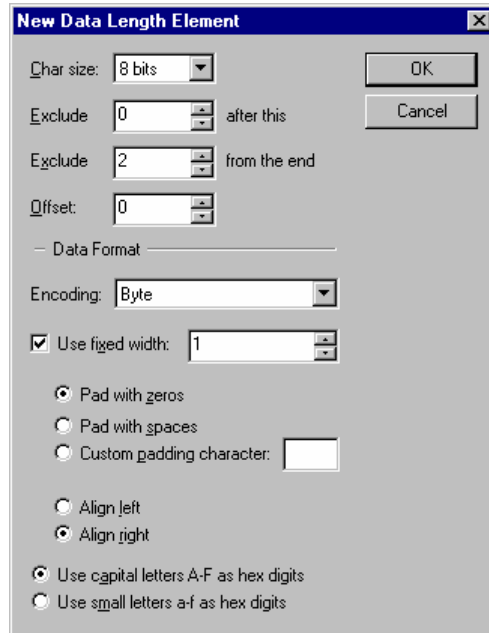 New Data Length Element
Char size: 8 bits
OK
Exclude 0 after this
Cancel
Exclude 2 from the end
Offset: 0
Data Format
Encoding: Byte
Use fixed width: 1
Pad with zeros
Pad with spaces
Custom padding character:
Align left
Align right
Use capital letters A-F as hex digits
Use small letters a-f as hex digits